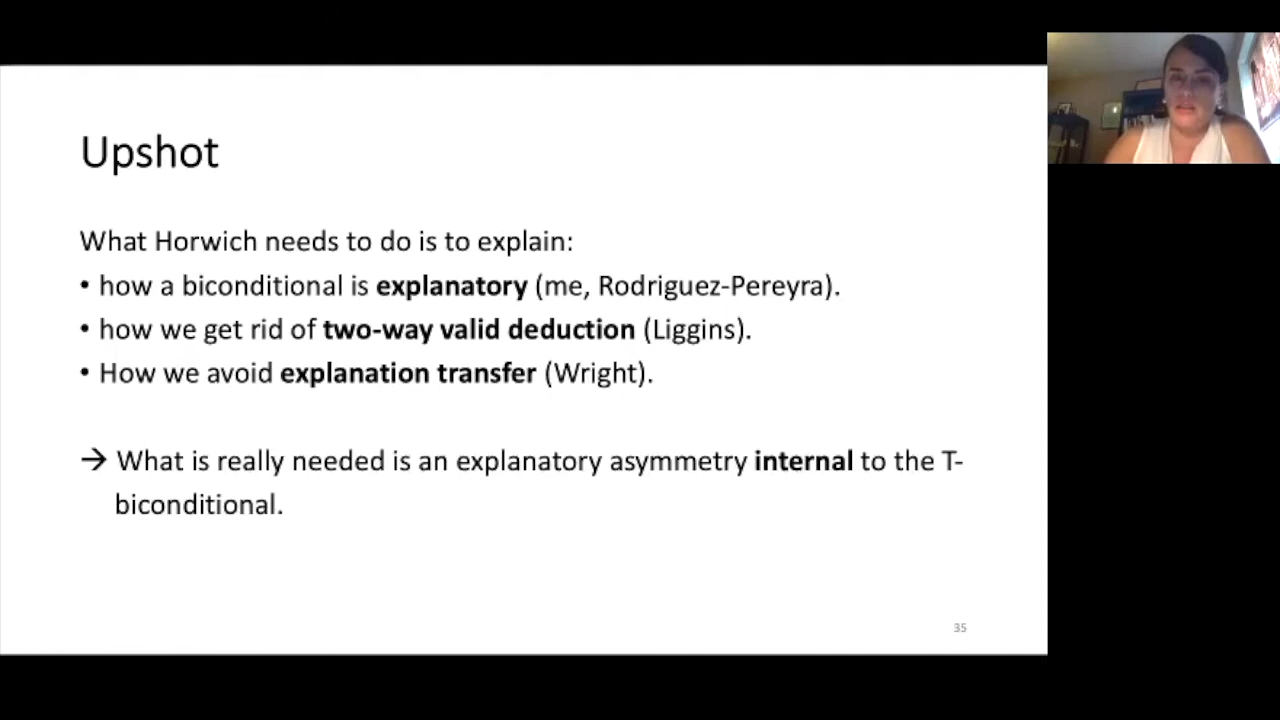 Upshot
What Horwich needs to do is to explain:
• how a biconditional is explanatory (me, Rodriguez-Pereyra).
• how we get rid of two-way valid deduction (Liggins).
• How we avoid explanation transfer (Wright).
→ What is really needed is an explanatory asymmetry internal to the T-
biconditional.
35